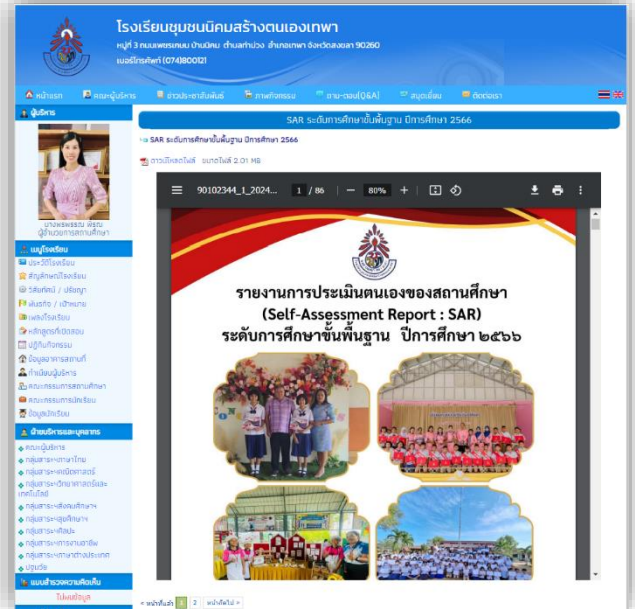 โรงเรียนชุมชนนิคมสร้างตนเองเทพา
หมู่ที่ 3 ถนนเพชรเกษม บ้านนิคม ตำบลท่าม่วง อำเภอเทพา จังหวัดสงขลา 90260
เบอร์โทรศัพท์ (074)800121
หน้าแรก
คณะผู้บริหาร
ข่าวประชาสัมพันธ์
ภาพกิจกรรม
ถาม-ตอบ(Q&A)
สมุดเยี่ยม
ติดต่อเรา
ผู้บริหาร
ผู้อำนวยการสถานศึกษา
เมนูโรงเรียน
ประวัติโรงเรียน
สัญลักษณ์โรงเรียน
วิสัยทัศน์ / ปรัชญา
พันธกิจ / เป้าหมาย
เพลงโรงเรียน
หลักสูตรที่เปิดสอน
ปฏิทินกิจกรรม
ข้อมูลอาคารสถานที่
ทำเนียบผู้บริหาร
คณะกรรมการสถานศึกษา
คณะกรรมการนักเรียน
ข้อมูลนักเรียน
ฝ่ายบริหารและบุคลากร
คณะผู้บริหาร
กลุ่มสาระฯภาษาไทย
กลุ่มสาระฯคณิตศาสตร์
กลุ่มสาระฯวิทยาศาสตร์และ
เทคโนโลยี
กลุ่มสาระฯสังคมศึกษาฯ
กลุ่มสาระฯสุขศึกษาฯ
กลุ่มสาระฯศิลปะ
กลุ่มสาระฯการงานอาชีพ
กลุ่มสาระฯภาษาต่างประเทศ
ปฐมวัย
แบบสำรวจความคิดเห็น
ไม่พบข้อมูล
SAR ระดับการศึกษาขั้นพื้นฐาน ปีการศึกษา 2566
SAR ระดับการศึกษาขั้นพื้นฐาน ปีการศึกษา 2566
ดาวน์โหลดไฟล์ ขนาดไฟล์ 2.01 MB
90102344_1_2024... 1 / 86 80%
รายงานการประเมินตนเองของสถานศึกษา
(Self-Assessment Report : SAR)
ระดับการศึกษาขั้นพื้นฐาน ปีการศึกษา ๒๕๖๖
« หน้าที่แล้ว 1 2 หน้าถัดไป »